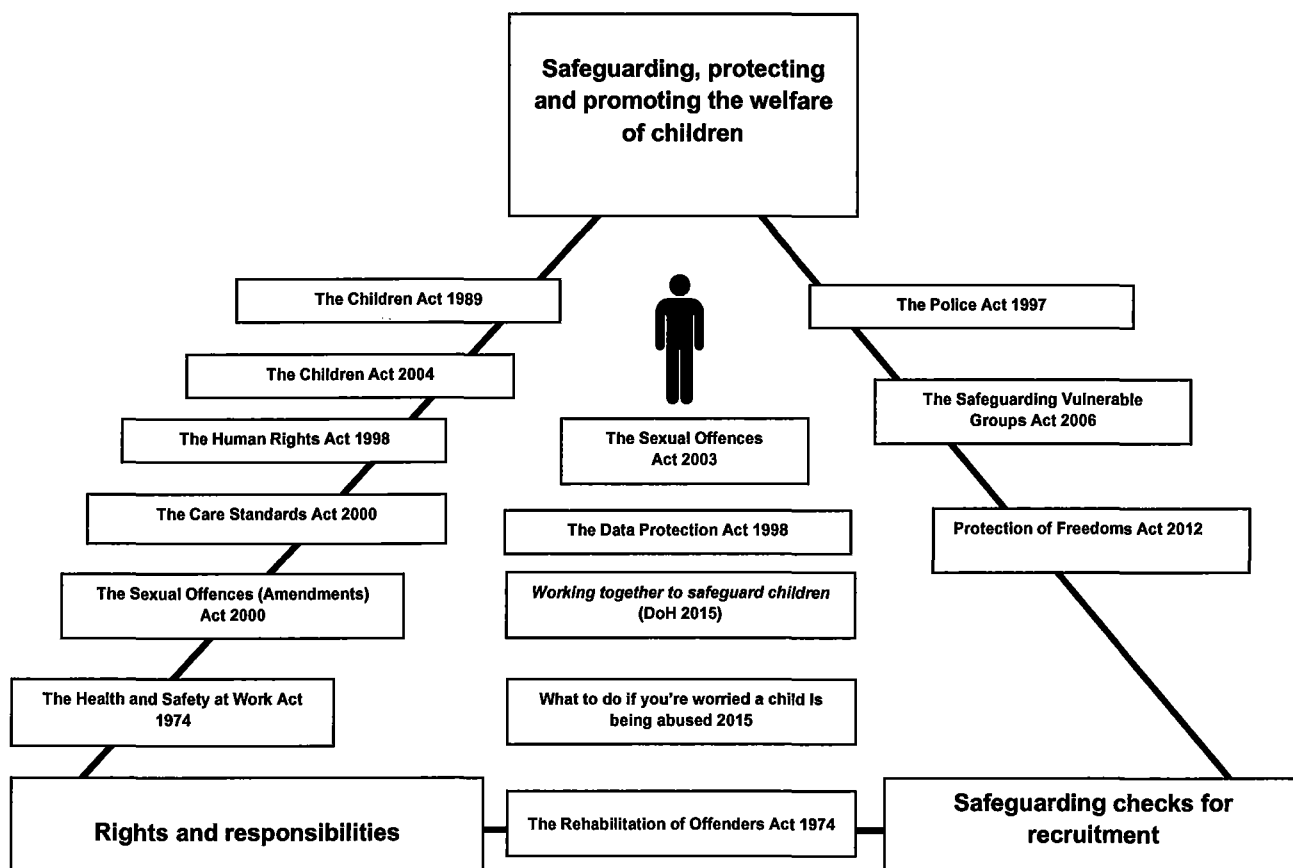 Safeguarding, protecting
and promoting the welfare
of children
The Children Act 1989
The Police Act 1997
The Children Act 2004
The Safeguarding Vulnerable
Groups Act 2006
The Human Rights Act 1998
The Sexual Offences
Act 2003
The Care Standards Act 2000
The Data Protection Act 1998
Protection of Freedoms Act 2012
The Sexual Offences (Amendments)
Act 2000
Working together to safeguard children
(DoH 2015)
The Health and Safety at Work Act
1974
What to do if you're worried a child is
being abused 2015
Rights and responsibilities
The Rehabilitation of Offenders Act 1974
Safeguarding checks for
recruitment